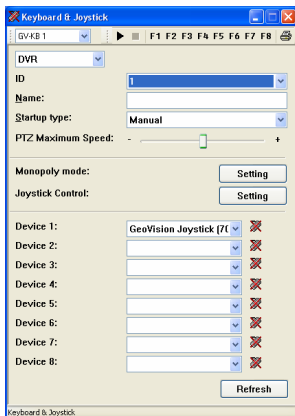 Keyboard & Joystick
GV-KB 1 F1 F2 F3 F4 F5 F6 F7 F8
DVR
ID 1
Name:
Startup type: Manual
PTZ Maximum Speed: - +
Monopoly mode: Setting
Joystick Control: Setting
Device 1: GeoVision Joystick (70
Device 2:
Device 3:
Device 4:
Device 5:
Device 6:
Device 7:
Device 8:
Refresh
Keyboard & Joystick